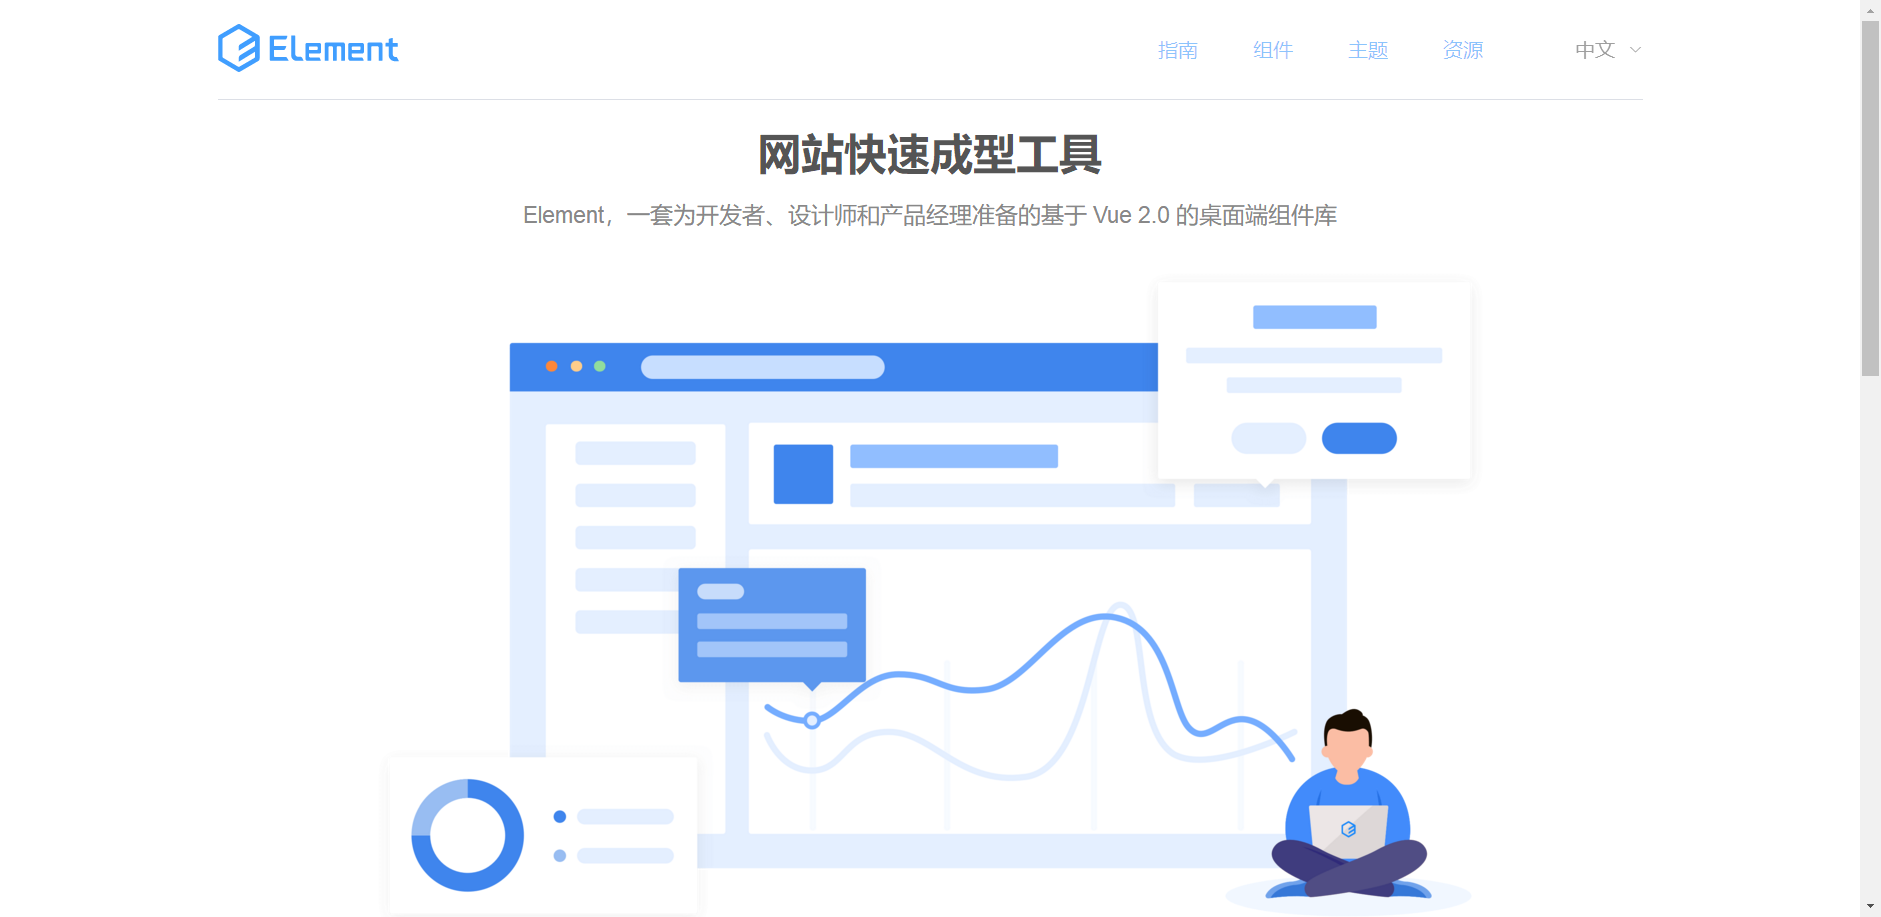 Element
指南 组件 主题 资源 中文
网站快速成型工具
Element，一套为开发者、设计师和产品经理准备的基于 Vue 2.0 的桌面端组件库